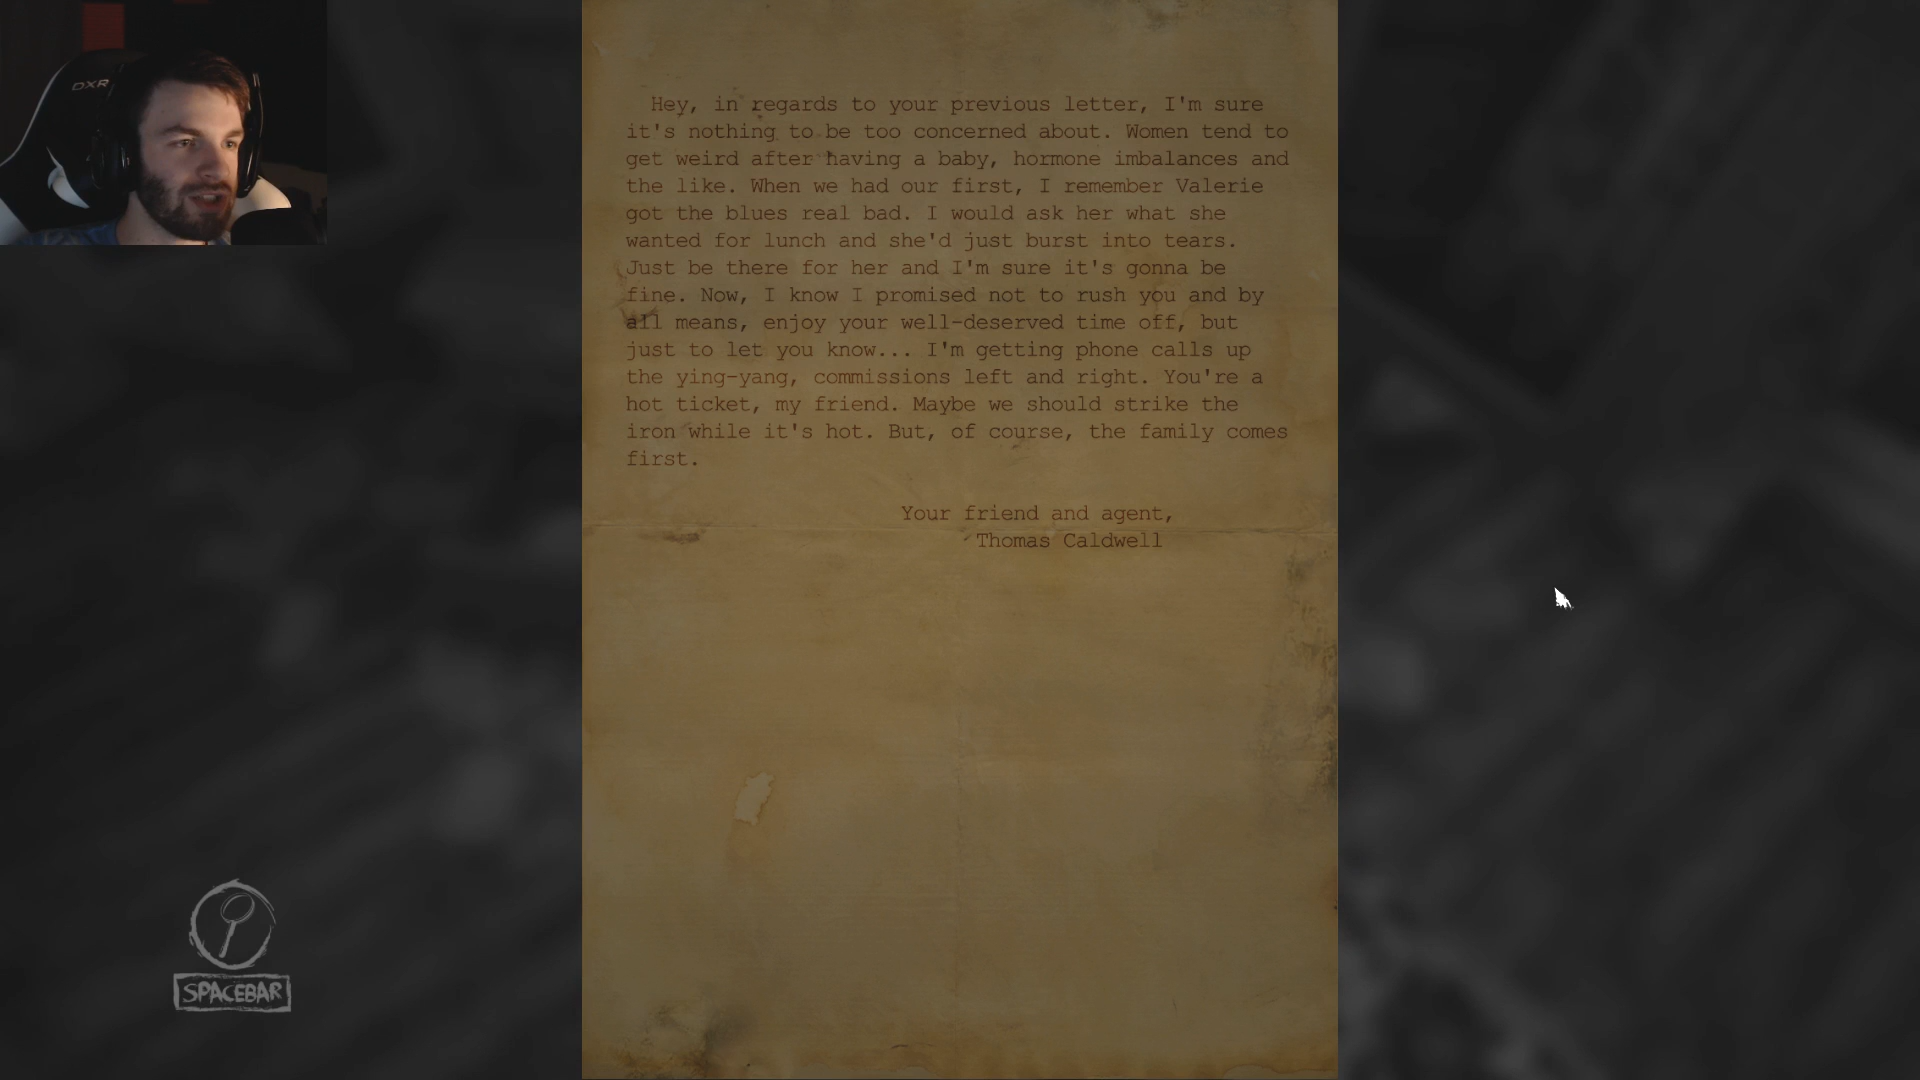 DXR
Hey, in regards to your previous letter, I'm sure
it's nothing to be too concerned about. Women tend to
get weird after having a baby, hormone imbalances and
the like. When we had our first, I remember Valerie
got the blues real bad. I would ask her what she
wanted for lunch and she'd just burst into tears.
Just be there for her and I'm sure it's gonna be
fine. Now, I know I promised not to rush you and by
all means, enjoy your well-deserved time off, but
just to let you know... I'm getting phone calls up
the ying-yang, commissions left and right. You're a
hot ticket, my friend. Maybe we should strike the
iron while it's hot. But, of course, the family comes
first.
Your friend and agent,
Thomas Caldwell
SPACEBAR